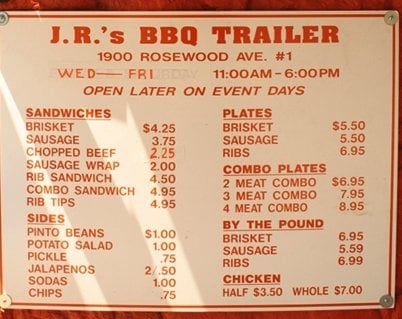 J.R.'s BBQ TRAILER
1900 ROSEWOOD AVE. #1
WED — FRI 11:00AM - 6:00PM
OPEN LATER ON EVENT DAYS
SANDWICHES
BRISKET $4.25
SAUSAGE 3.75
CHOPPED BEEF 2.25
SAUSAGE WRAP 2.00
RIB SANDWICH 4.50
COMBO SANDWICH 4.95
RIB TIPS 4.95
SIDES
PINTO BEANS $1.00
POTATO SALAD 1.00
PICKLE .75
JALAPENOS 2/.50
SODAS 1.00
CHIPS .75
PLATES
BRISKET $5.50
SAUSAGE 5.50
RIBS 6.95
COMBO PLATES
2 MEAT COMBO $6.95
3 MEAT COMBO 7.95
4 MEAT COMBO 8.95
BY THE POUND
BRISKET 6.95
SAUSAGE 5.59
RIBS 6.99
CHICKEN
HALF $3.50 WHOLE $7.00